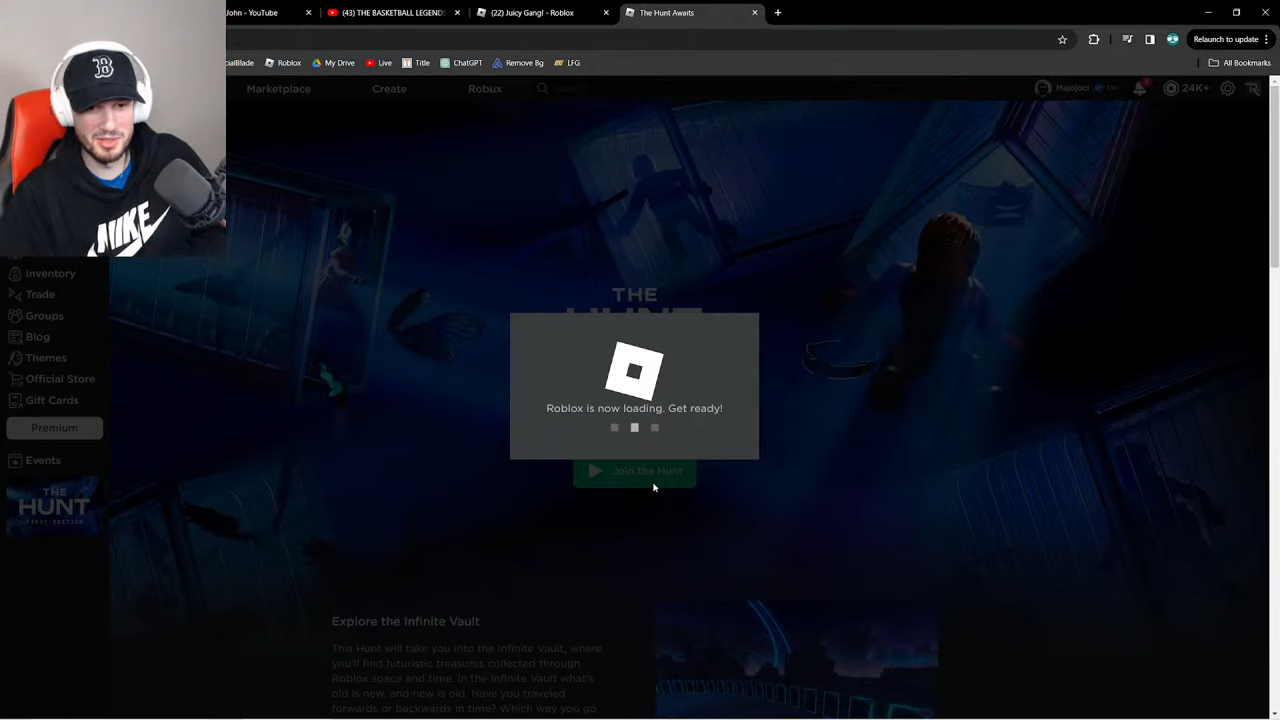 John - YouTube
(43) THE BASKETBALL LEGENDS
(22) Juicy Gang! - Roblox
The Hunt Awaits
Relaunch to update
SocialBlade
Roblox
My Drive
Live
Title
ChatGPT
Remove Bg
LFG
All Bookmarks
Marketplace
Create
Robux
Majojoci
24K+
B
NIKE
Inventory
Trade
Groups
Blog
Themes
Official Store
Gift Cards
Premium
Events
THE
HUNT
FIRST EDITION
THE
HUNT
Roblox is now loading. Get ready!
Join the Hunt
Explore the Infinite Vault
This Hunt will take you into the Infinite Vault, where
you'll find futuristic treasures collected through
Roblox space and time. In the Infinite Vault what's
old is new, and new is old. Have you traveled
forwards or backwards in time? Which way you go